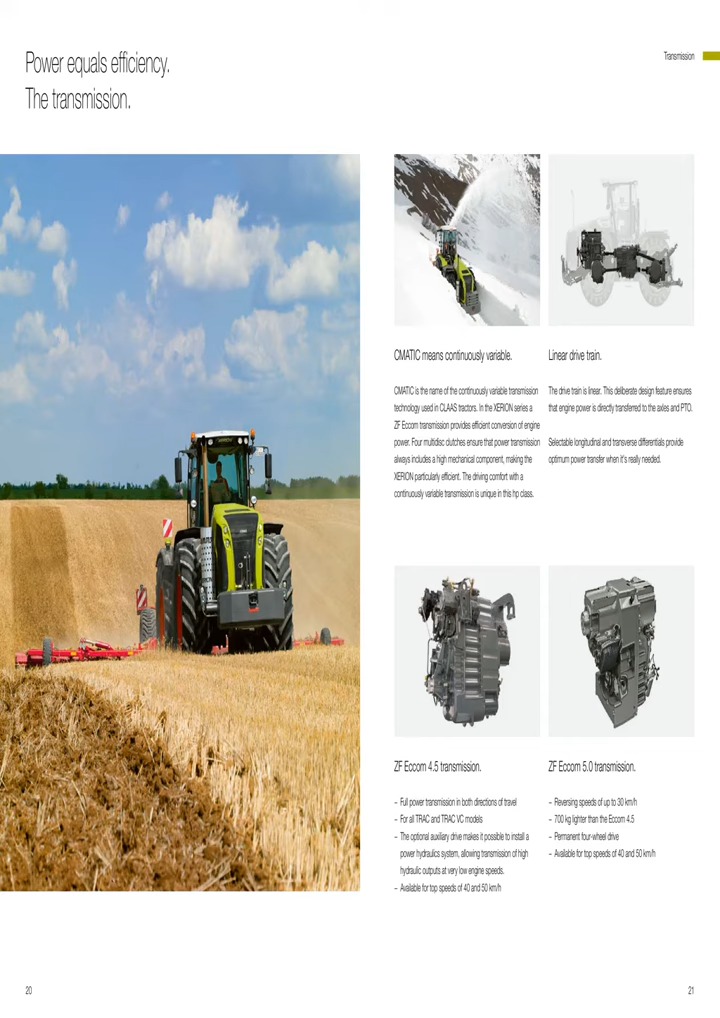 Power equals efficiency.
The transmission.
Transmission
CMATIC means continuously variable.
CMATIC is the name of the continuously variable transmission
technology used in CLAAS tractors. In the XERION series a
ZF Eccom transmission provides efficient conversion of engine
power. Four multidisc clutches ensure that power transmission
always includes a high mechanical component, making the
XERION particularly efficient. The driving comfort with a
continuously variable transmission is unique in this hp class.
Linear drive train.
The drive train is linear. This deliberate design feature ensures
that engine power is directly transferred to the axles and PTO.
Selectable longitudinal and transverse differentials provide
optimum power transfer when it's really needed.
ZF Eccom 4.5 transmission.
– Full power transmission in both directions of travel
– For all TRAC and TRAC VC models
– The optional auxiliary drive makes it possible to install a
power hydraulics system, allowing transmission of high
hydraulic outputs at very low engine speeds.
– Available for top speeds of 40 and 50 km/h
ZF Eccom 5.0 transmission.
– Reversing speeds of up to 30 km/h
– 700 kg lighter than the Eccom 4.5
– Permanent four-wheel drive
– Available for top speeds of 40 and 50 km/h
20
21